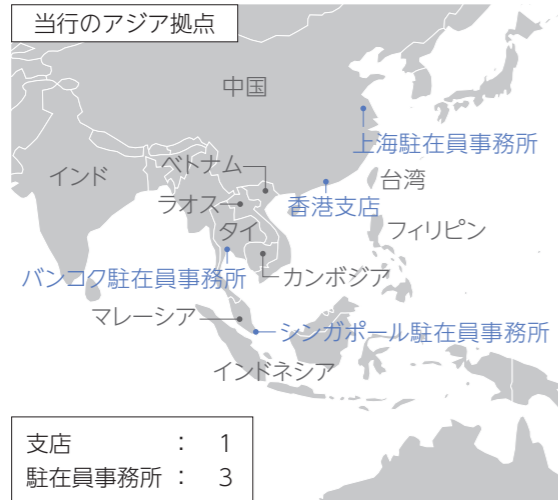 当行のアジア拠点
中国
上海駐在員事務所
ベトナム
インド
台湾
ラオス
香港支店
タイ
フィリピン
バンコク駐在員事務所
カンボジア
マレーシア
シンガポール駐在員事務所
インドネシア
支店 : 1
駐在員事務所 : 3